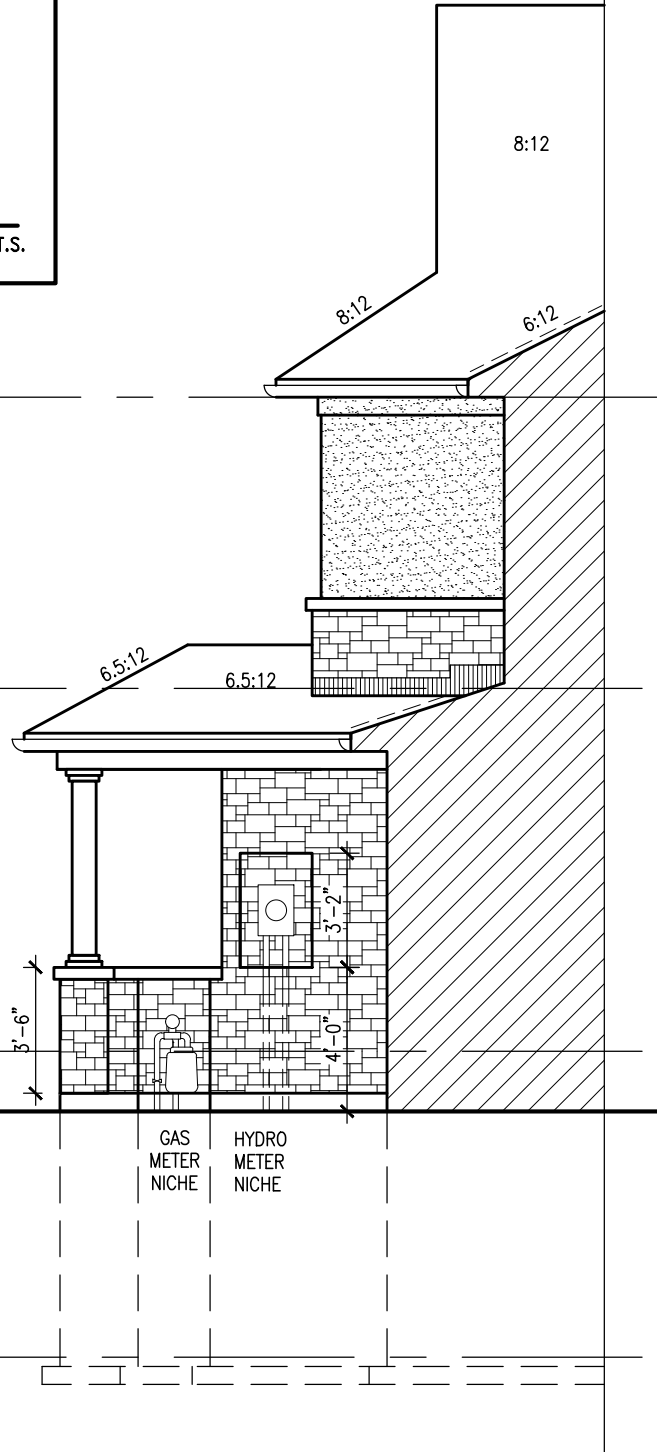 8:12
T.S.
8:12
6:12
6.5:12
6.5:12
3'-2"
3'-6"
4'-0"
GAS
METER
NICHE
HYDRO
METER
NICHE